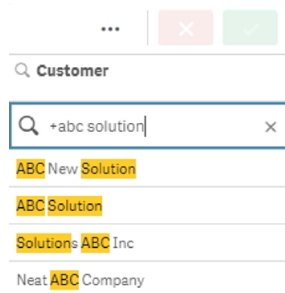 Customer
+abc solution
ABC New Solution
ABC Solution
Solutions ABC Inc
Neat ABC Company